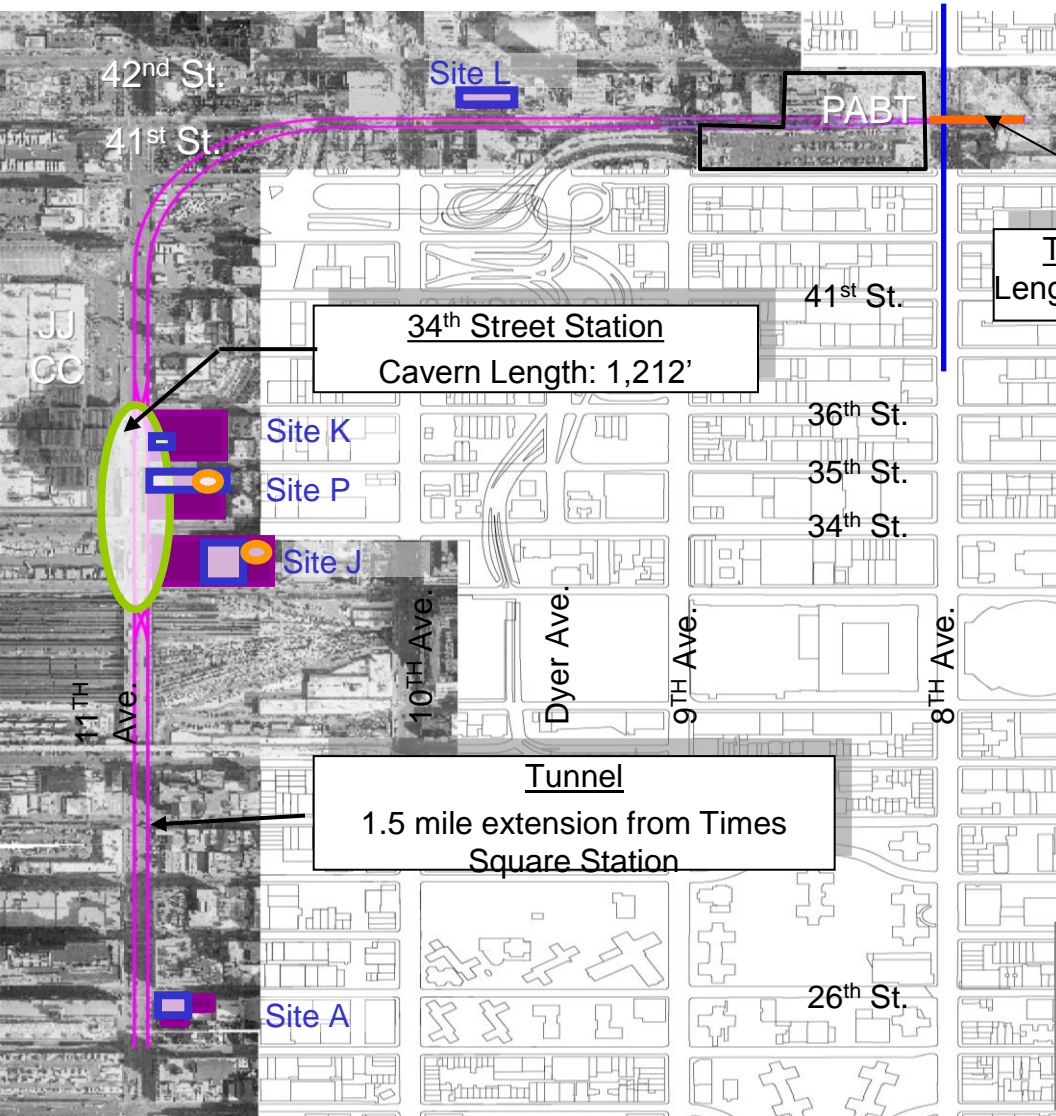 42nd St.
Site L
PABT
41st St.
T
Leng
41st St.
JJ
CC
34th Street Station
Cavern Length: 1,212’
Site K
36th St.
Site P
35th St.
34th St.
Site J
11TH
Ave.
10TH Ave.
Dyer Ave.
9TH Ave.
8TH Ave.
Tunnel
1.5 mile extension from Times
Square Station
Site A
26th St.